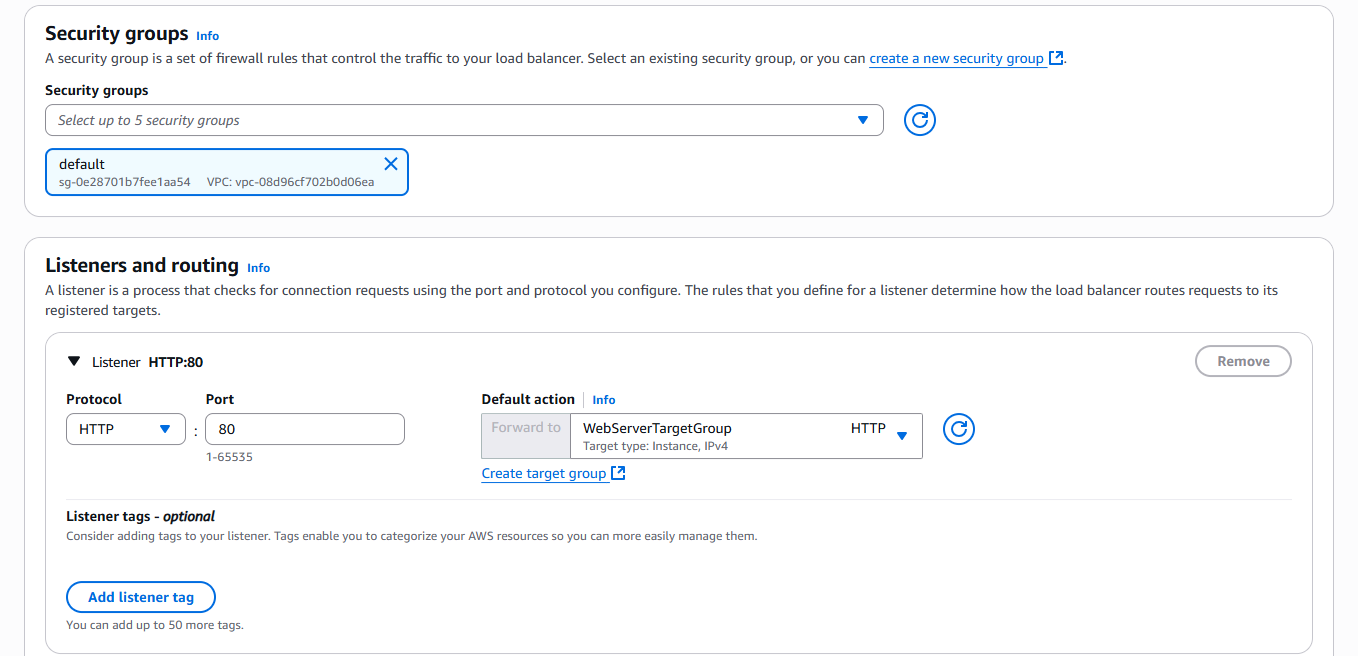 Security groups Info
A security group is a set of firewall rules that control the traffic to your load balancer. Select an existing security group, or you can create a new security group.
Security groups
Select up to 5 security groups
default
sg-0e28701b7fee1aa54 VPC: vpc-08d96cf702b0d06ea
Listeners and routing Info
A listener is a process that checks for connection requests using the port and protocol you configure. The rules that you define for a listener determine how the load balancer routes requests to its
registered targets.
Listener HTTP:80
Remove
Protocol Port Default action Info
HTTP : 80 Forward to WebServerTargetGroup HTTP
Target type: Instance, IPv4
1-65535
Create target group
Listener tags - optional
Consider adding tags to your listener. Tags enable you to categorize your AWS resources so you can more easily manage them.
Add listener tag
You can add up to 50 more tags.